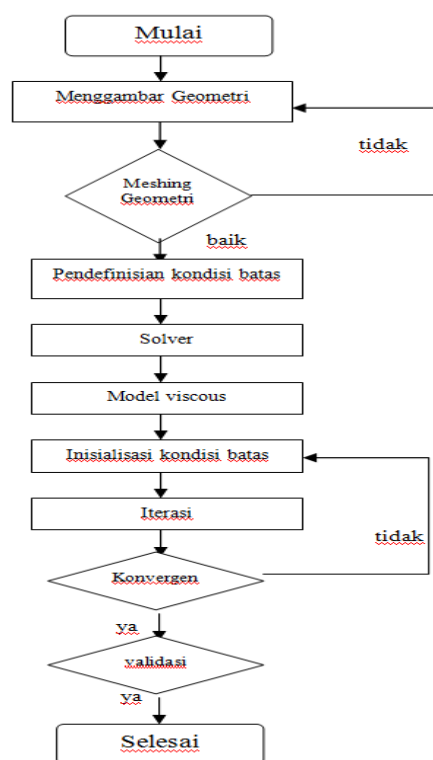 Mulai
Menggambar Geometri
tidak
Meshing
Geometri
baik
Pendefinisian kondisi batas
Solver
Model viscous
Inisialisasi kondisi batas
Iterasi
tidak
Konvergen
ya
validasi
ya
Selesai